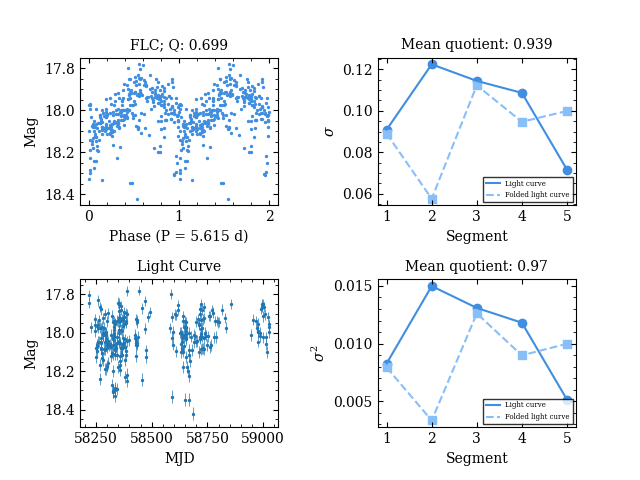 FLC; Q: 0.699
Mag
17.8
18.0
18.2
18.4
0
1
2
Phase (P = 5.615 d)
Mean quotient: 0.939
σ
0.12
0.10
0.08
0.06
Light curve
Folded light curve
1
2
3
4
5
Segment
Light Curve
Mag
17.8
18.0
18.2
18.4
58250
58500
58750
59000
MJD
Mean quotient: 0.97
σ²
0.015
0.010
0.005
Light curve
Folded light curve
1
2
3
4
5
Segment